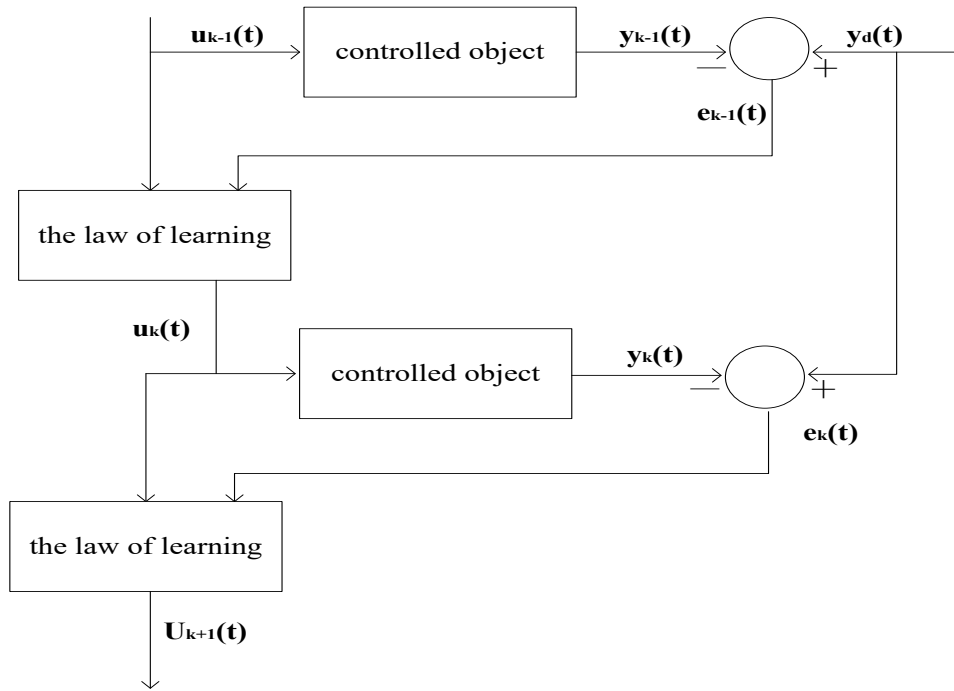 uk-1(t)
controlled object
yk-1(t)
yd(t)
−
+
ek-1(t)
the law of learning
uk(t)
controlled object
yk(t)
−
+
ek(t)
the law of learning
Uk+1(t)